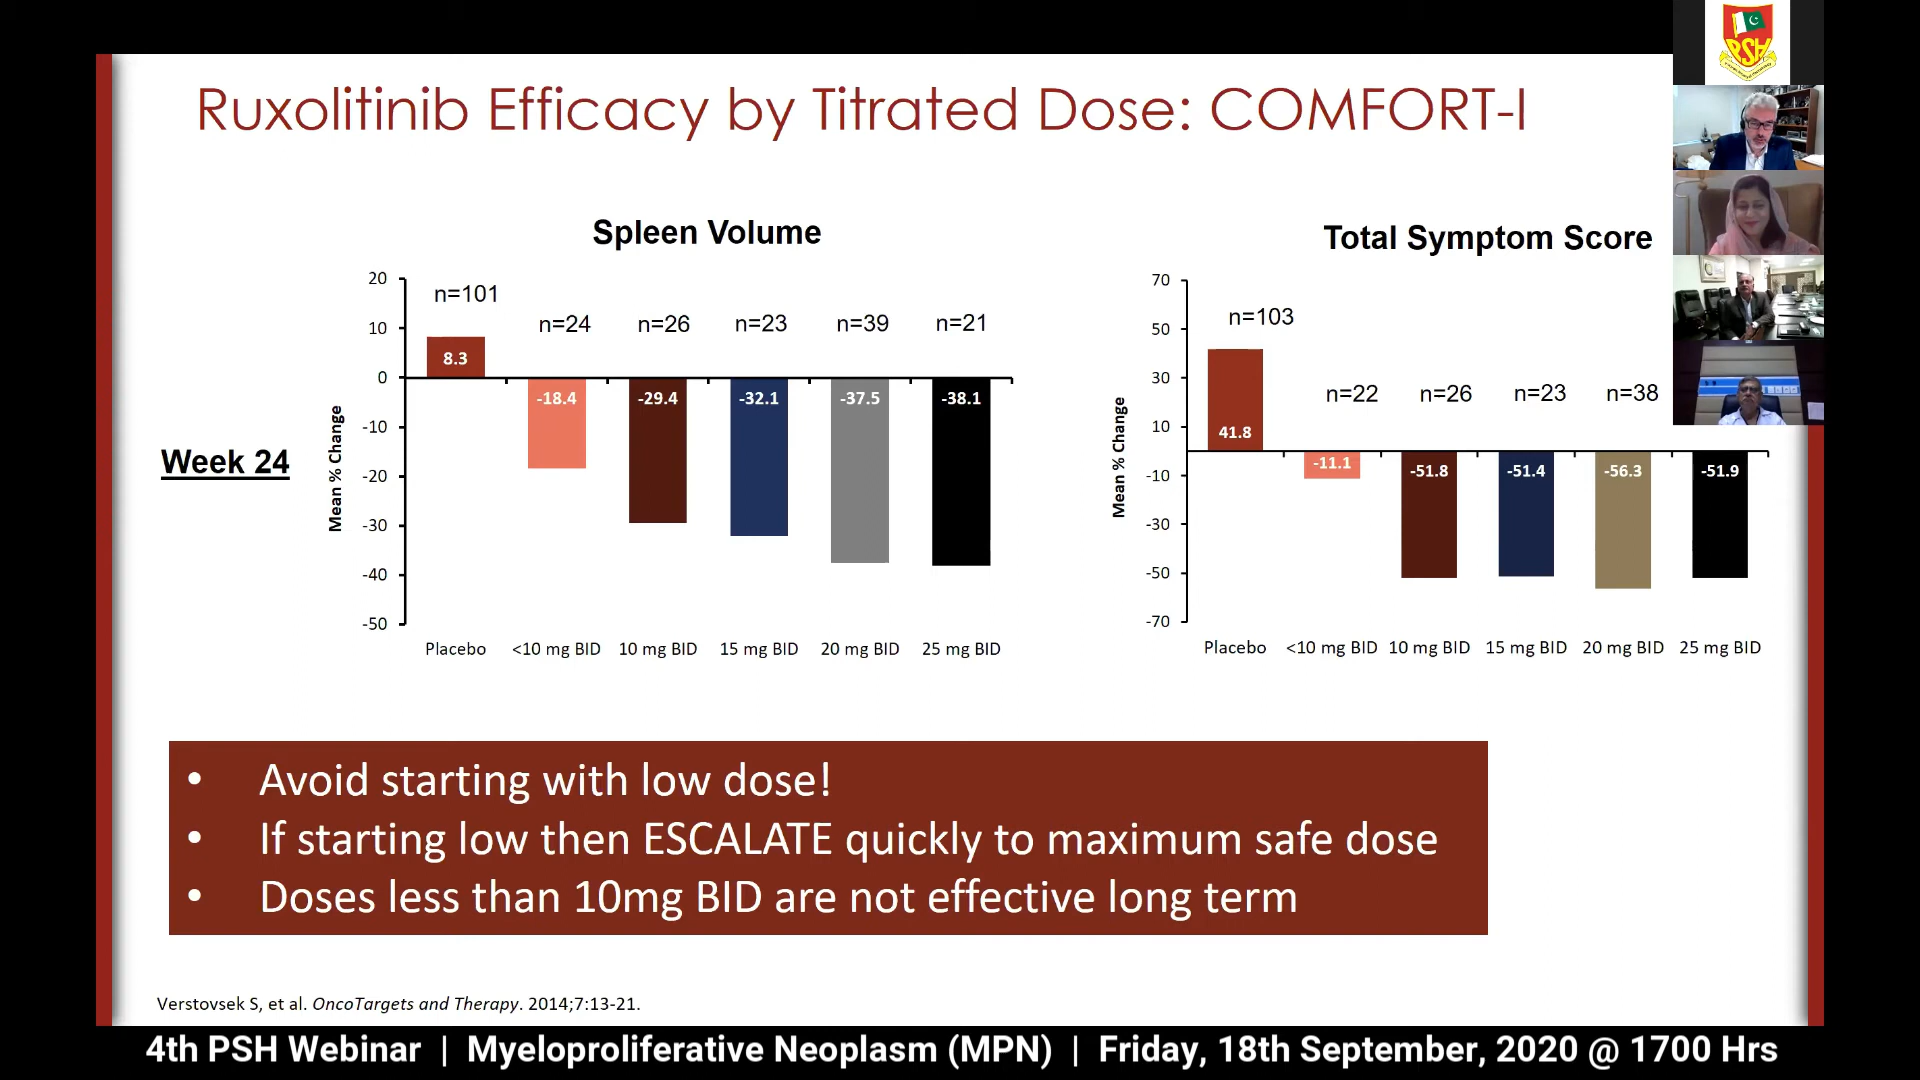 Ruxolitinib Efficacy by Titrated Dose: COMFORT-I
PSH
Spleen Volume
20
10
0
-10
-20
-30
-40
-50
Mean % Change
n=101
n=24
n=26
n=23
n=39
n=21
8.3
-18.4
-29.4
-32.1
-37.5
-38.1
Placebo
<10 mg BID
10 mg BID
15 mg BID
20 mg BID
25 mg BID
Week 24
Total Symptom Score
70
50
30
10
-10
-30
-50
-70
Mean % Change
n=103
n=22
n=26
n=23
n=38
41.8
-11.1
-51.8
-51.4
-56.3
-51.9
Placebo
<10 mg BID
10 mg BID
15 mg BID
20 mg BID
25 mg BID
• Avoid starting with low dose!
• If starting low then ESCALATE quickly to maximum safe dose
• Doses less than 10mg BID are not effective long term
Verstovsek S, et al. OncoTargets and Therapy. 2014;7:13-21.
4th PSH Webinar | Myeloproliferative Neoplasm (MPN) | Friday, 18th September, 2020 @ 1700 Hrs